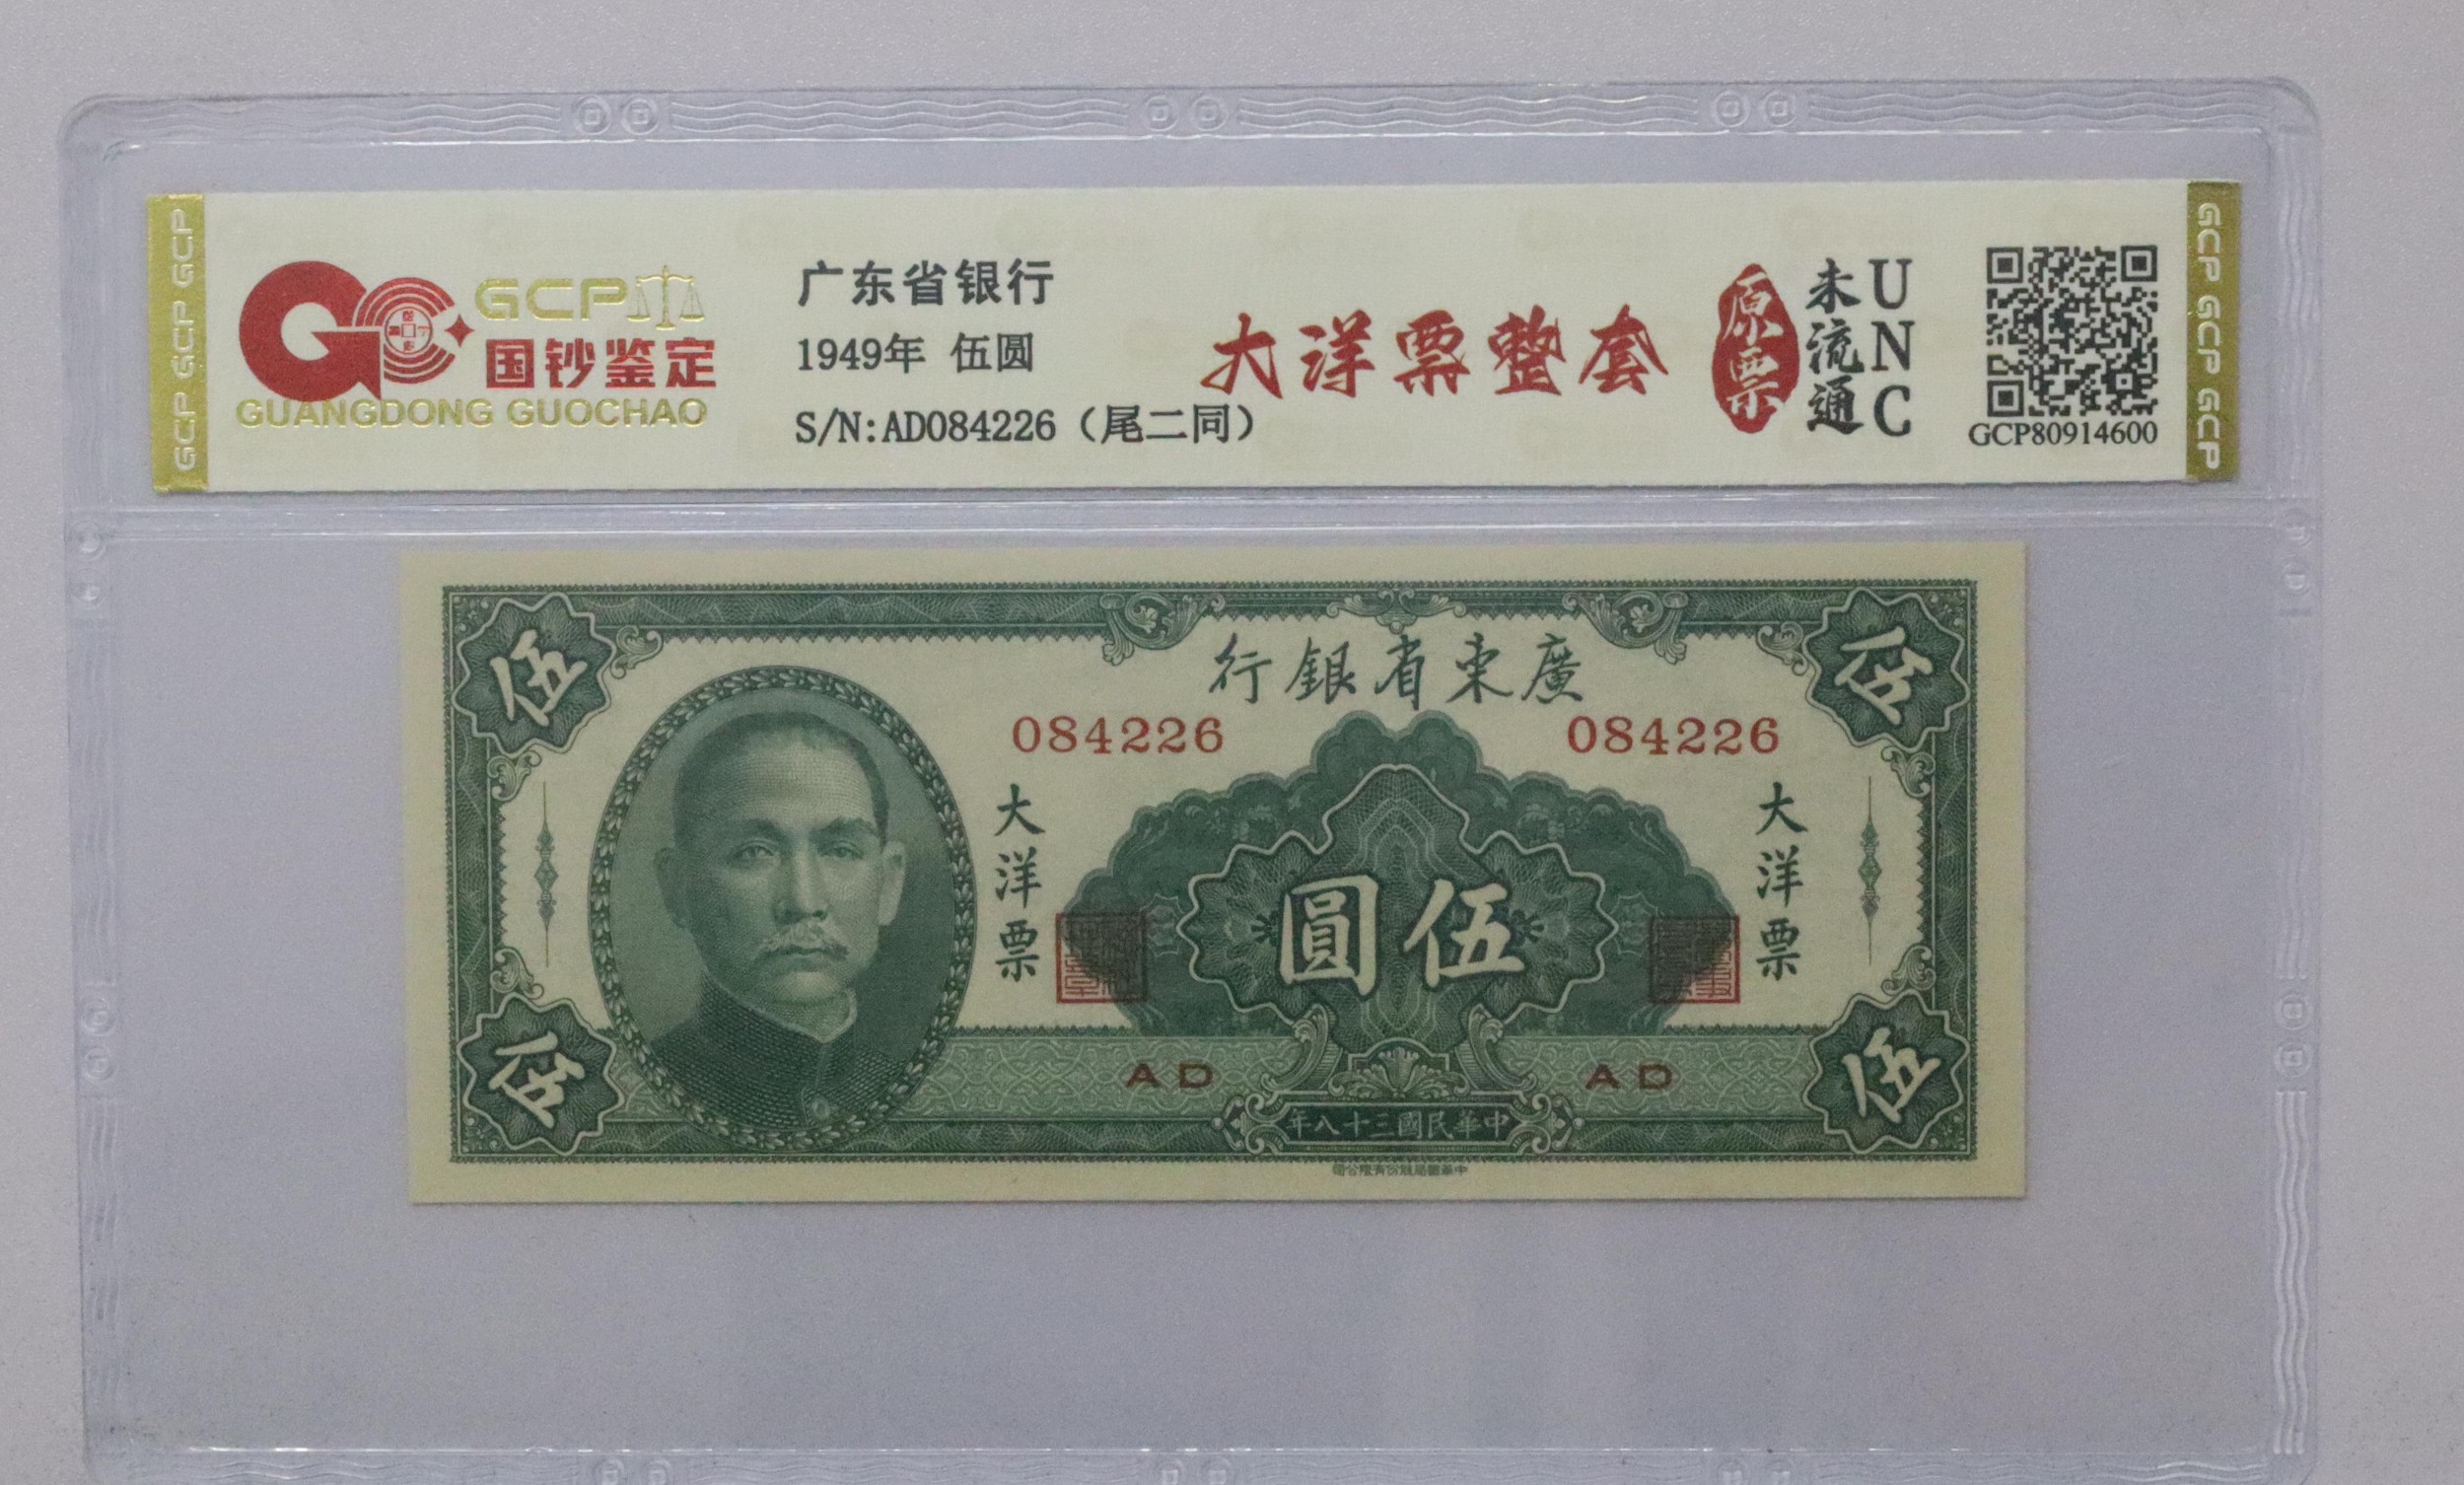 GCP GCP GCP
GCP
国钞鉴定
GUANGDONG GUOCHAO
广东省银行
1949年 伍圆
S/N:AD084226（尾二同）
大洋票整套
原票
未流通
UNC
GCP80914600
GCP GCP GCP
伍
伍
行銀省東廣
084226
084226
大洋票
大洋票
圓伍
AD
AD
伍
伍
年八十三國民華中